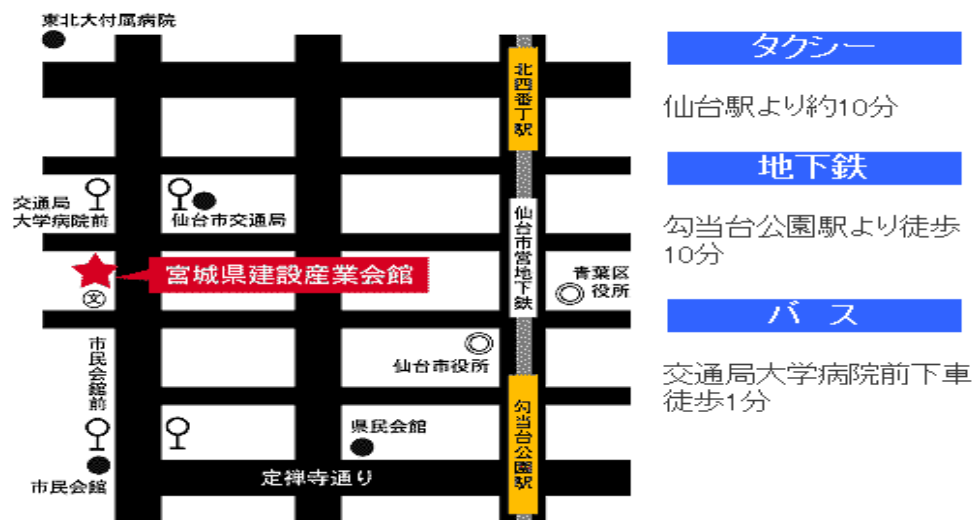 東北大付属病院
北四番丁駅
交通局
大学病院前
仙台市交通局
仙台市営地下鉄
宮城県建設産業会館
文
青葉区
役所
市民会館前
仙台市役所
勾当台公園駅
県民会館
定禅寺通り
市民会館
タクシー
仙台駅より約10分
地下鉄
勾当台公園駅より徒歩
10分
バス
交通局大学病院前下車
徒歩1分